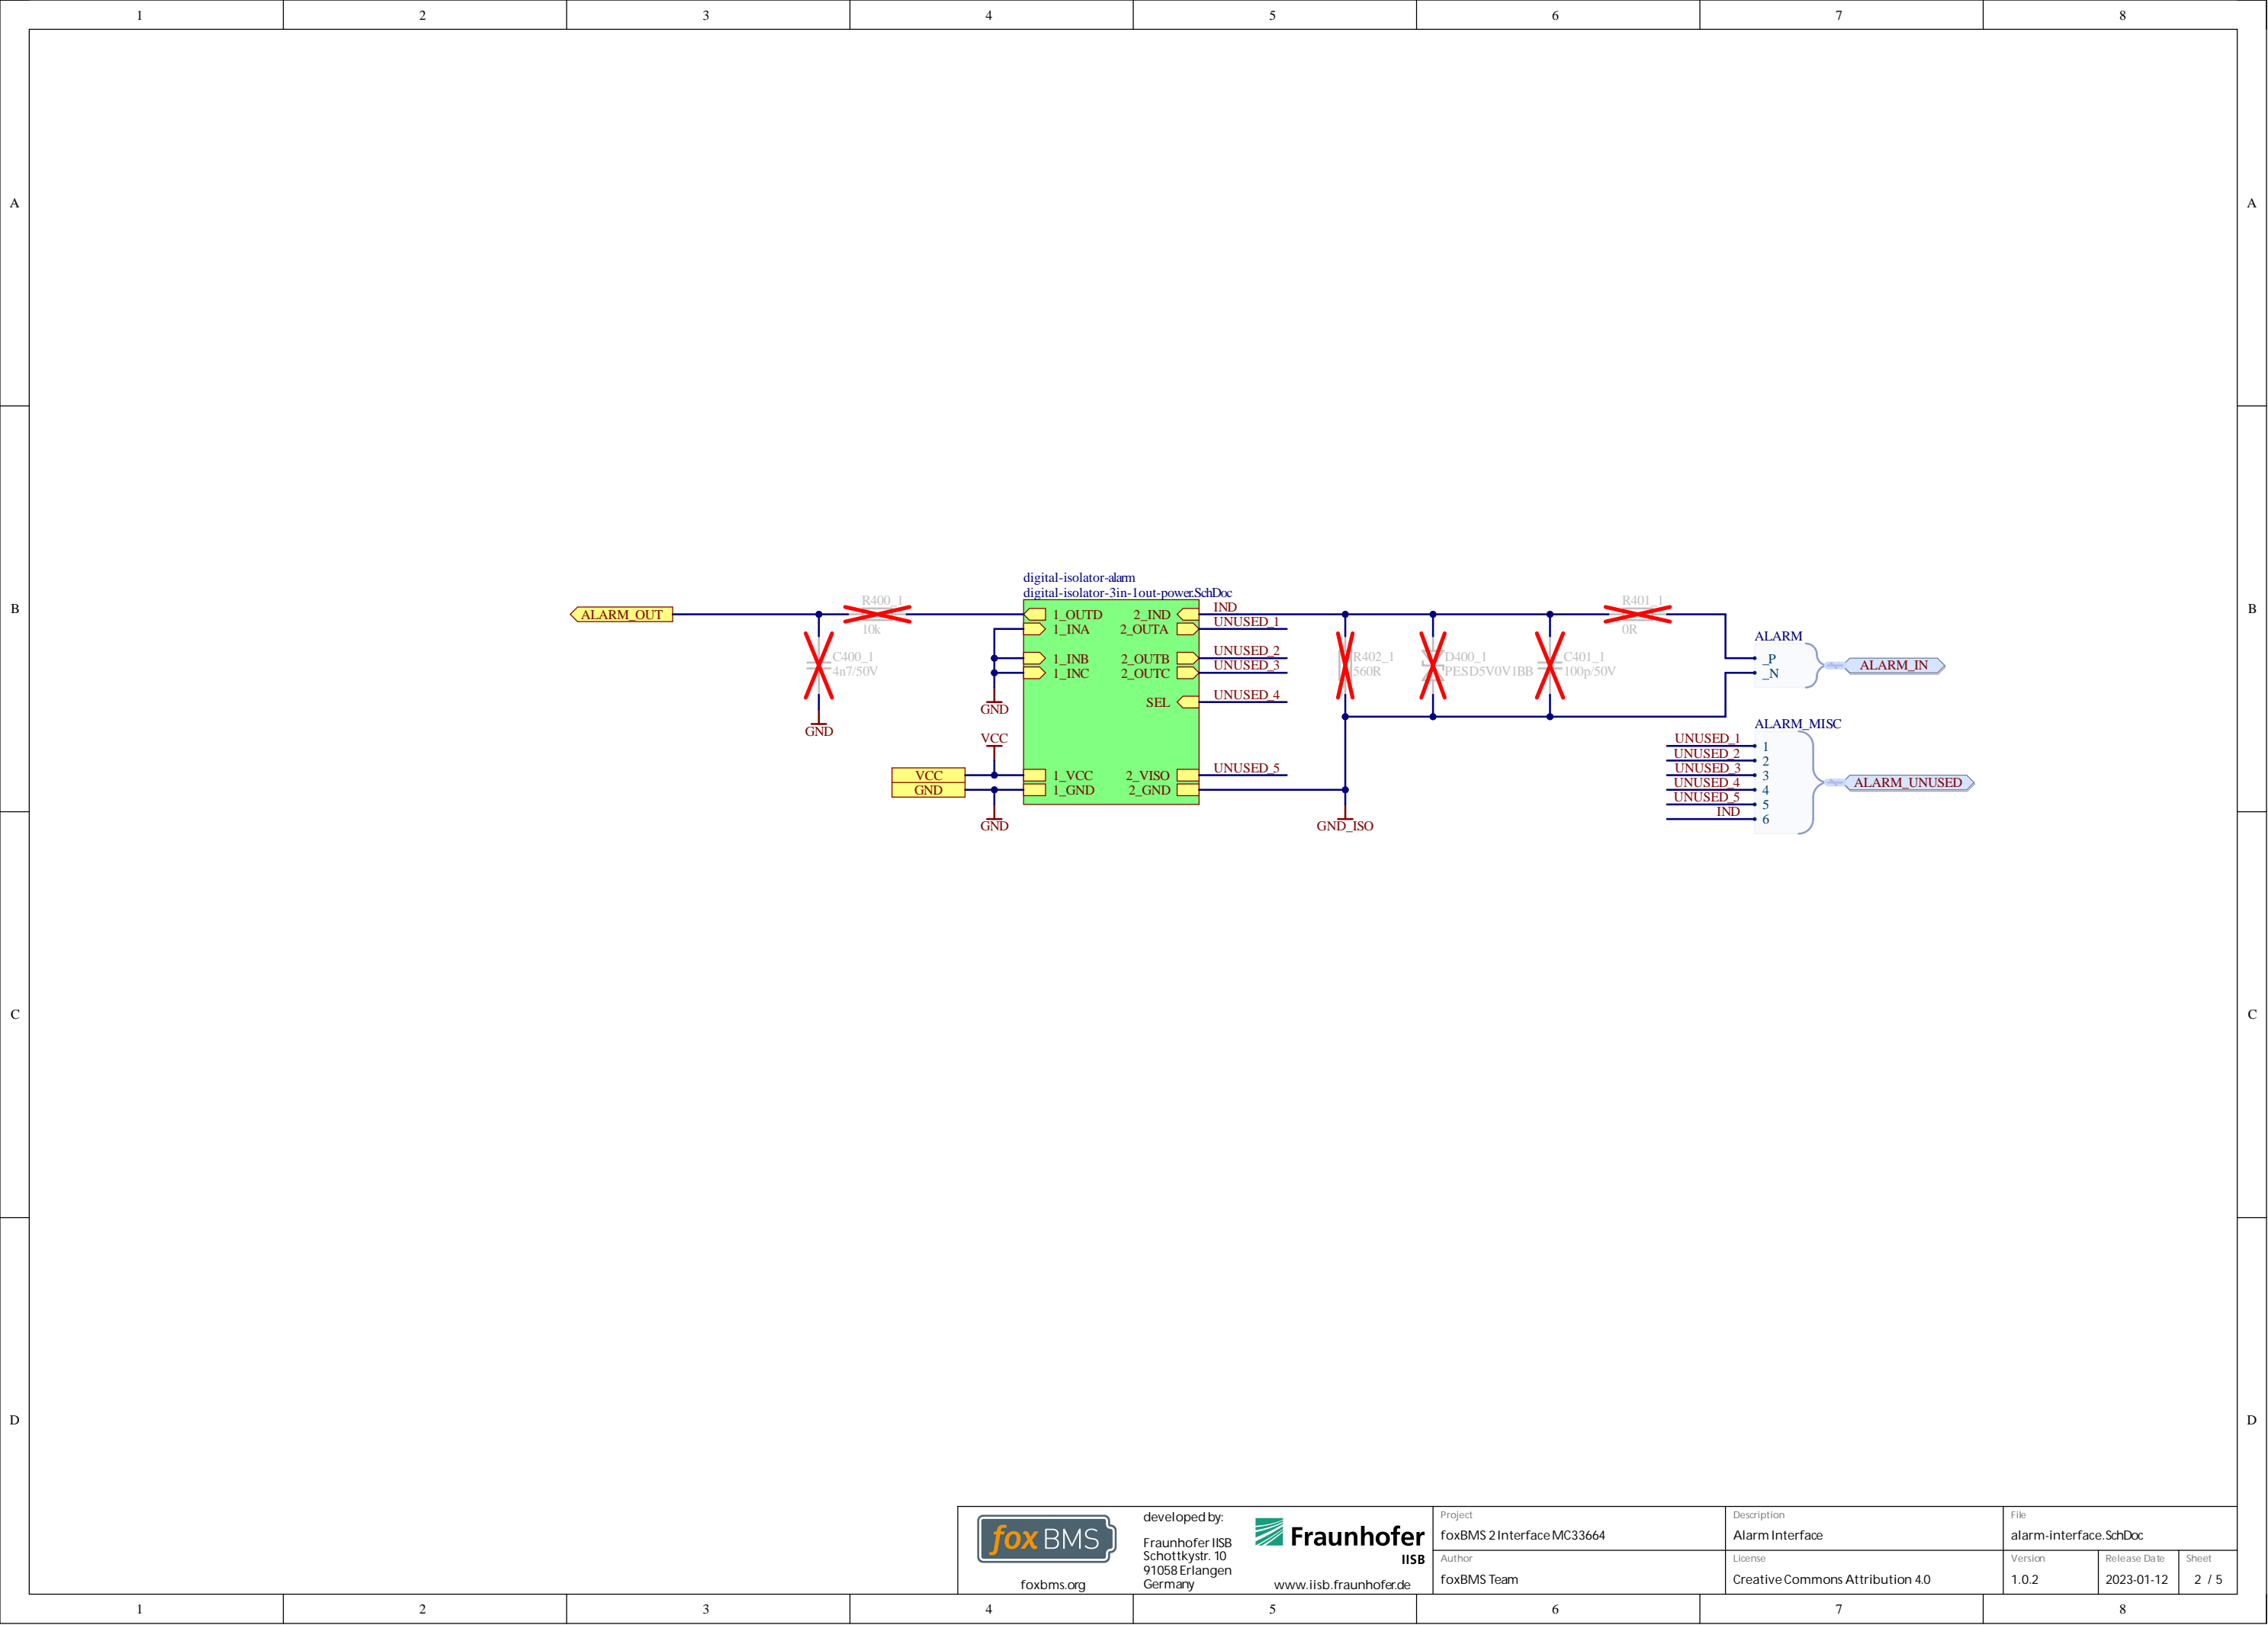 1 2 3 4 5 6 7 8
A A
digital-isolator-alarm
digital-isolator-3in-1out-power.SchDoc
B B
ALARM_OUT
R400_1
10k
C400_1
4n7/50V
GND
1_OUTD 2_IND IND
1_INA 2_OUTA UNUSED_1
1_INB 2_OUTB UNUSED_2
1_INC 2_OUTC UNUSED_3
GND
SEL UNUSED_4
VCC
VCC 1_VCC 2_VISO UNUSED_5
GND 1_GND 2_GND
GND
GND_ISO
R402_1
560R
D400_1
PESD5V0V1BB
C401_1
100p/50V
R401_1
0R
ALARM
_P
_N
ALARM_IN
ALARM_MISC
UNUSED_1 1
UNUSED_2 2
UNUSED_3 3
UNUSED_4 4
UNUSED_5 5
IND 6
ALARM_UNUSED
C C
D D
fox BMS
foxbms.org
developed by:
Fraunhofer IISB
Schottkystr. 10
91058 Erlangen
Germany
Fraunhofer
IISB
www.iisb.fraunhofer.de
Project
foxBMS 2 Interface MC33664
Author
foxBMS Team
Description
Alarm Interface
License
Creative Commons Attribution 4.0
File
alarm-interface.SchDoc
Version
1.0.2
Release Date
2023-01-12
Sheet
2 / 5
1 2 3 4 5 6 7 8